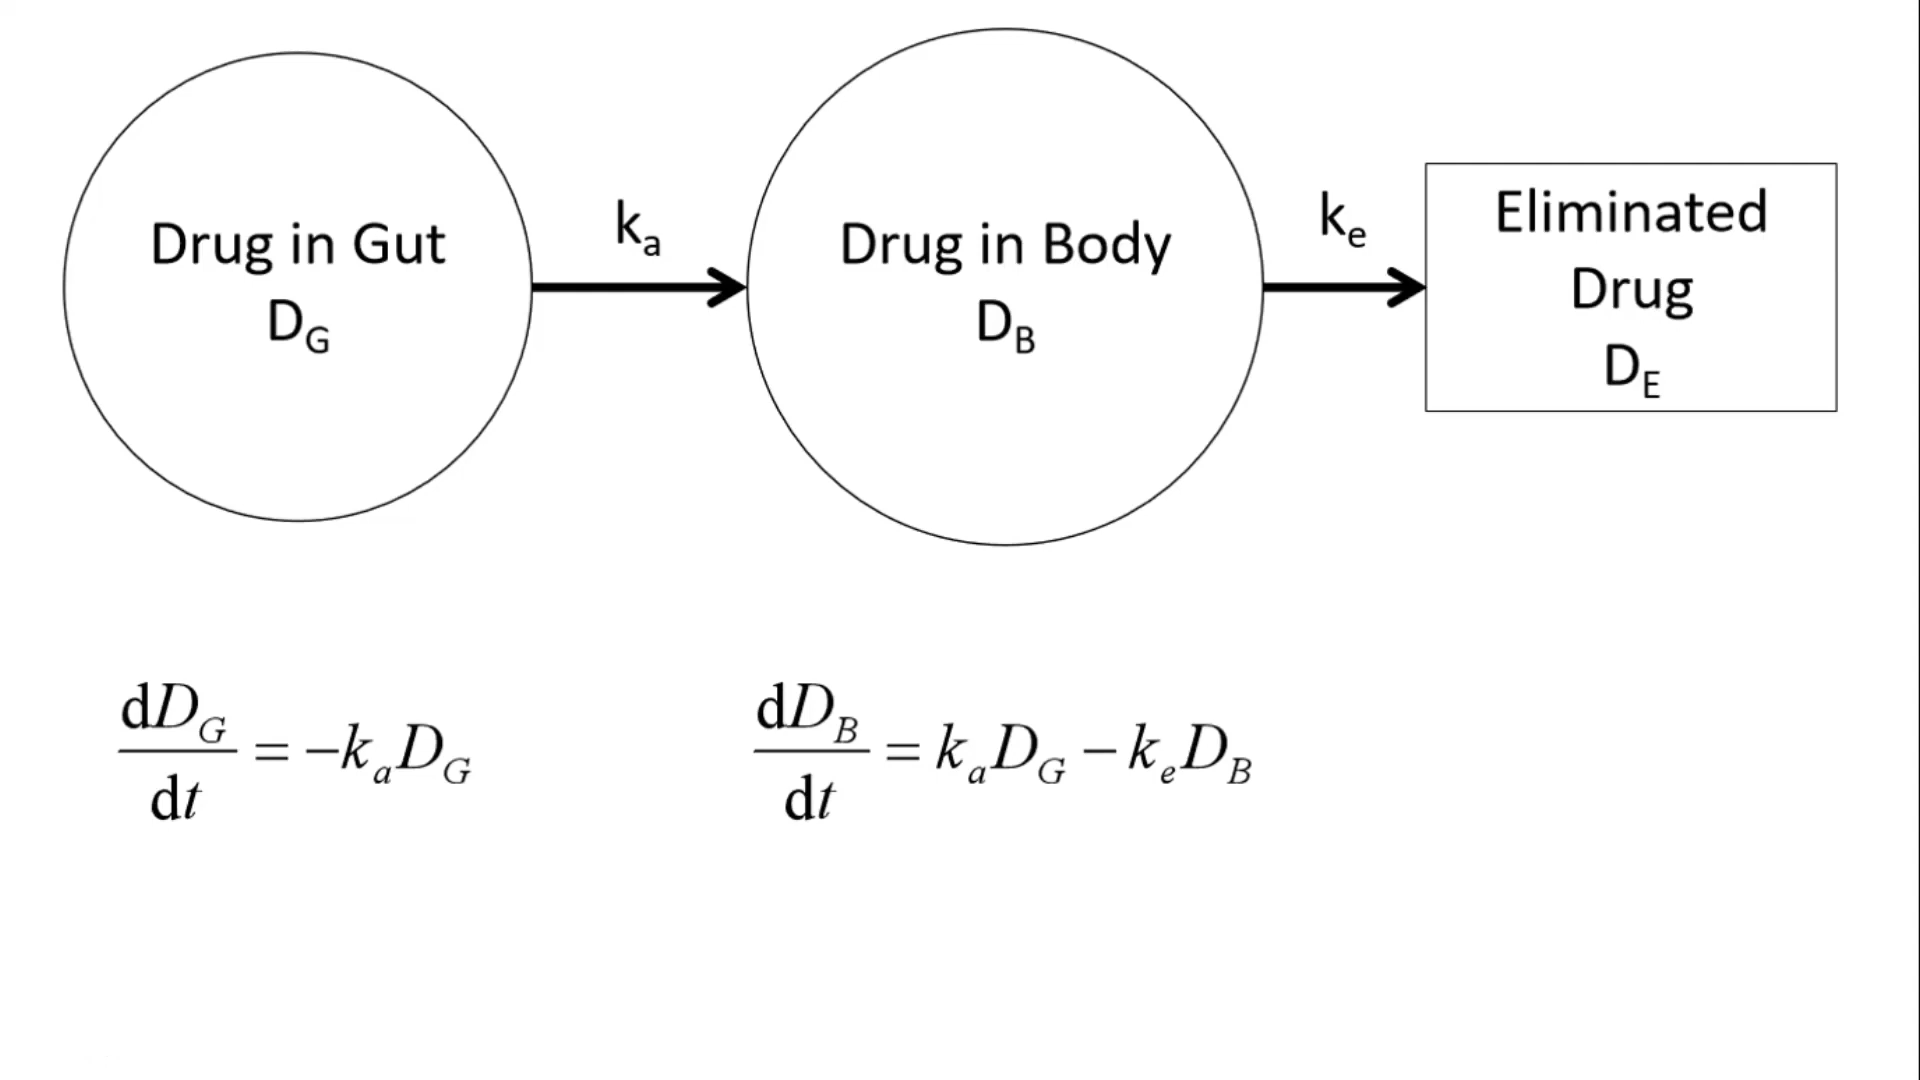 Drug in Gut
D_G
k_a
Drug in Body
D_B
k_e
Eliminated
Drug
D_E
dD_G/dt = −k_a D_G
dD_B/dt = k_a D_G − k_e D_B